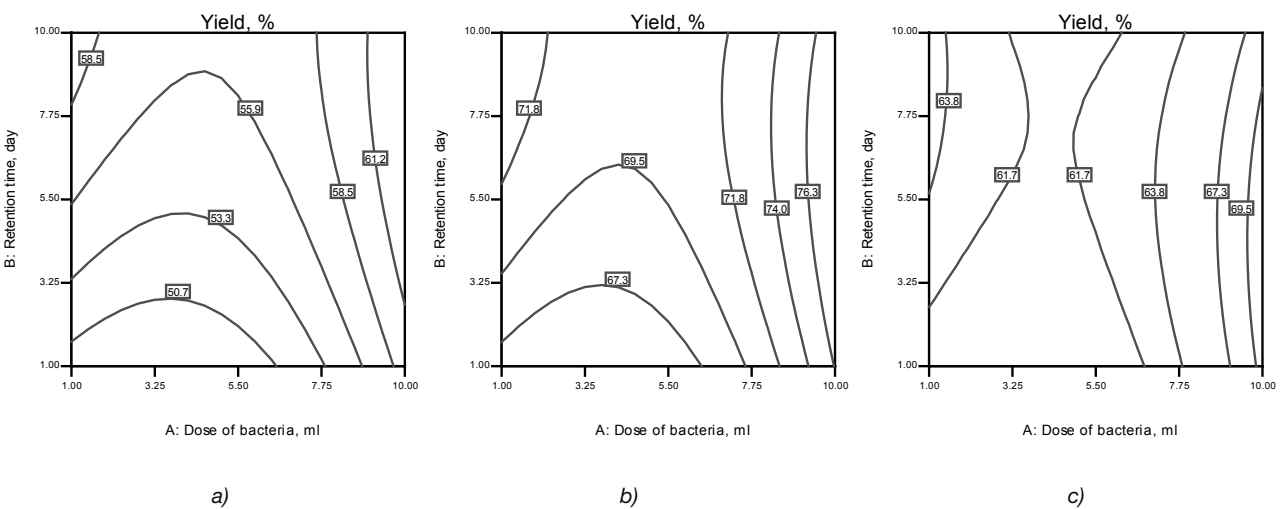 Yield, %
10.00
7.75
5.50
3.25
1.00
B: Retention time, day
58.5
55.9
61.2
58.5
53.3
50.7
1.00 3.25 5.50 7.75 10.00
A: Dose of bacteria, ml
a)
Yield, %
10.00
7.75
5.50
3.25
1.00
B: Retention time, day
71.8
69.5
71.8
74.0
76.3
67.3
1.00 3.25 5.50 7.75 10.00
A: Dose of bacteria, ml
b)
Yield, %
10.00
7.75
5.50
3.25
1.00
B: Retention time, day
63.8
61.7
61.7
63.8
67.3
69.5
1.00 3.25 5.50 7.75 10.00
A: Dose of bacteria, ml
c)